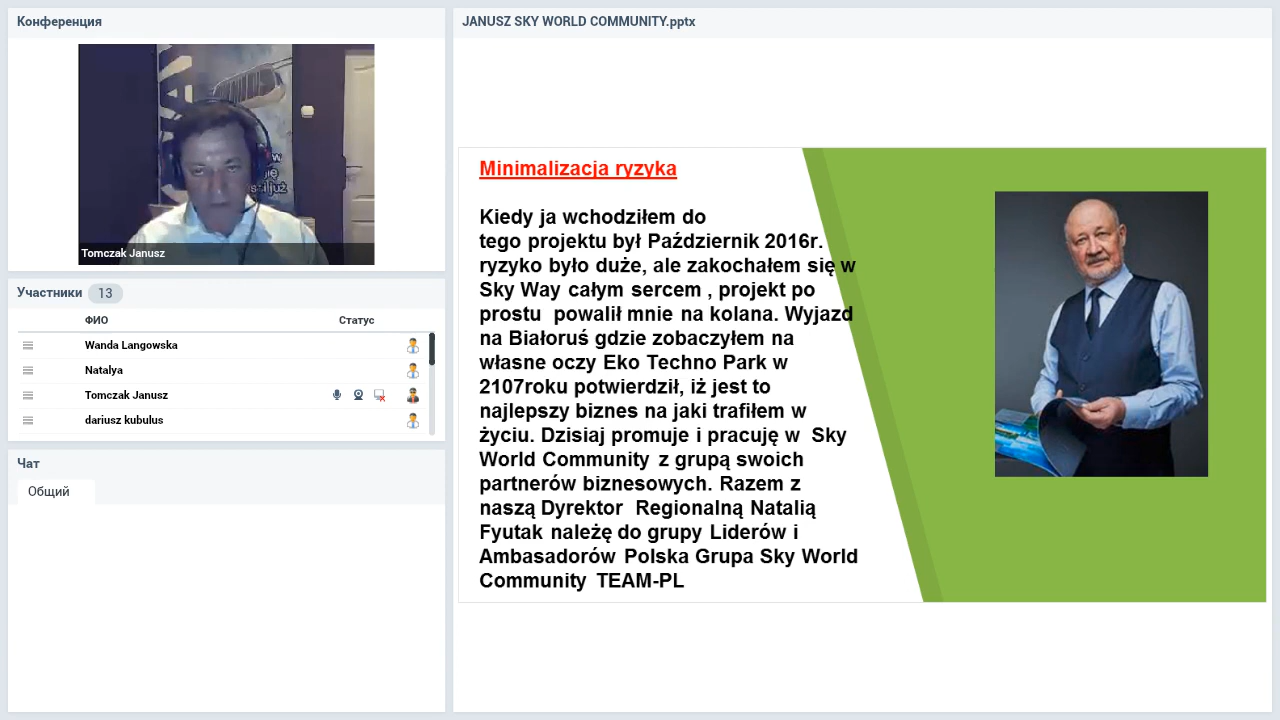 Конференция
Tomczak Janusz
Участники 13
ФИО Статус
Wanda Langowska
Natalya
Tomczak Janusz
dariusz kubulus
Чат
Общий
JANUSZ SKY WORLD COMMUNITY.pptx
Minimalizacja ryzyka
Kiedy ja wchodziłem do
tego projektu był Październik 2016r.
ryzyko było duże, ale zakochałem się w
Sky Way całym sercem , projekt po
prostu powalił mnie na kolana. Wyjazd
na Białoruś gdzie zobaczyłem na
własne oczy Eko Techno Park w
2107roku potwierdził, iż jest to
najlepszy biznes na jaki trafiłem w
życiu. Dzisiaj promuje i pracuję w Sky
World Community z grupą swoich
partnerów biznesowych. Razem z
naszą Dyrektor Regionalną Natalią
Fyutak należę do grupy Liderów i
Ambasadorów Polska Grupa Sky World
Community TEAM-PL